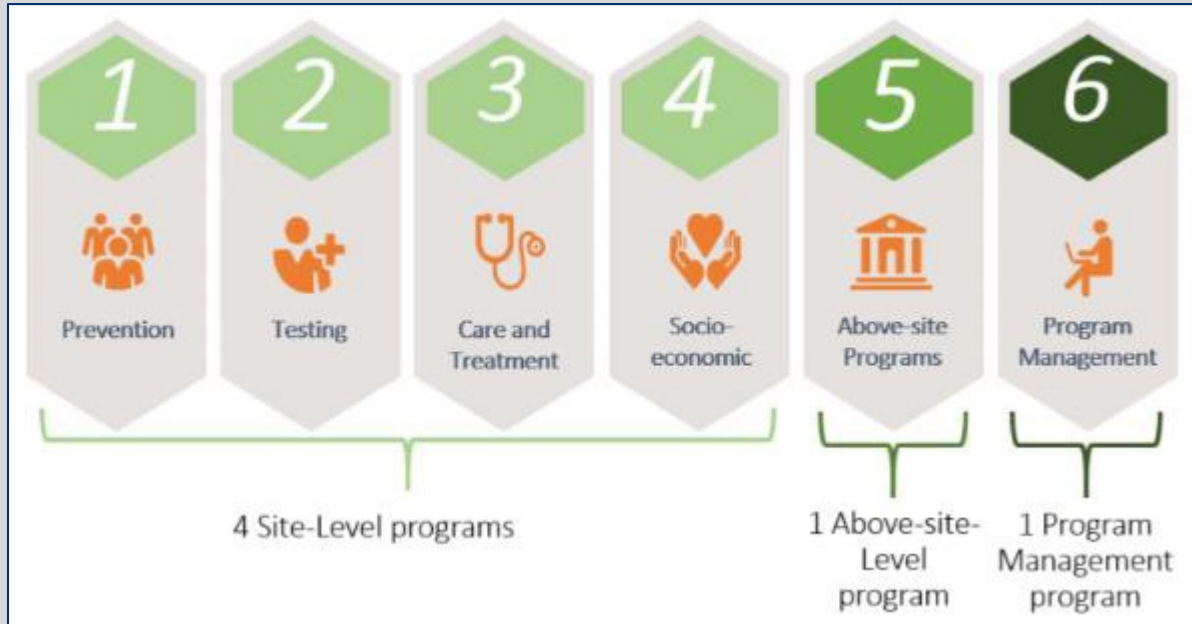 1
2
3
4
5
6
Prevention
Testing
Care and
Treatment
Socio-
economic
Above-site
Programs
Program
Management
4 Site-Level programs
1 Above-site-
Level
program
1 Program
Management
program